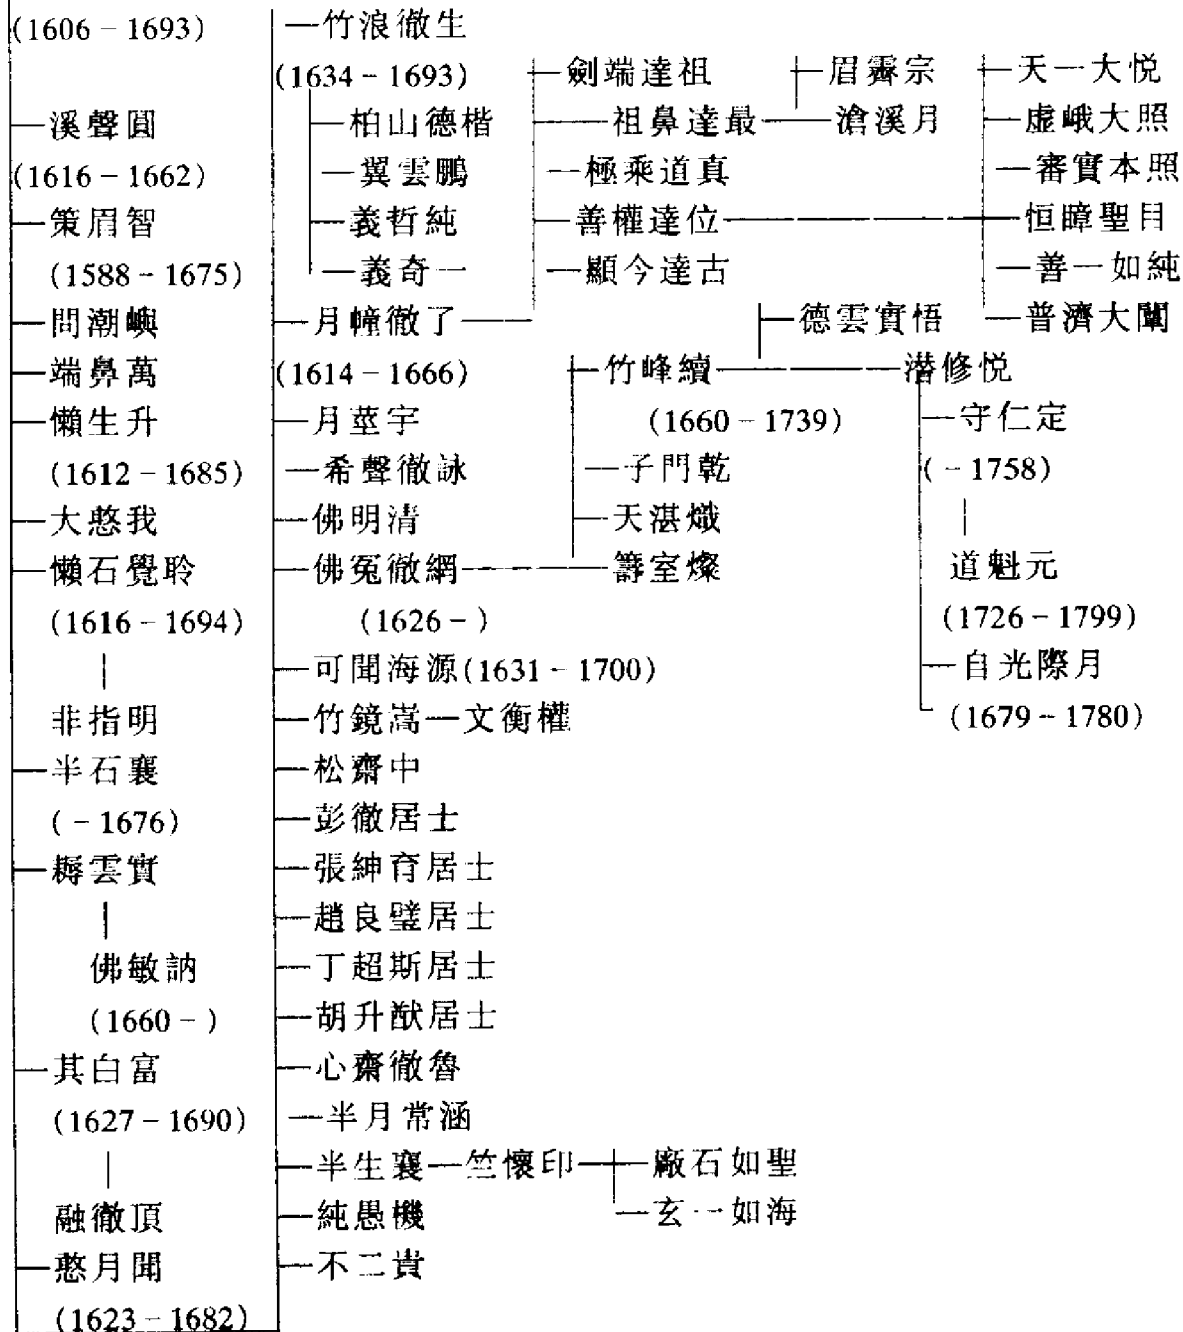 (1606－1693) —竹浪徹生
(1634－1693) 劍端達祖 眉霖宗 天一大悦
—溪聲圓 —柏山德楷 —祖鼻達最—滄溪月 —虛峨大照
(1616－1662) —翼雲鵬 —極乘道真 —審實本照
—策眉智 —義哲純 —善權達位—恒暲聖目
(1588－1675) —義奇一 —顯今達古 —善一如純
—問潮嶼 —月幢徹了— —德雲實悟 —普濟大闡
—端鼻萬 (1614－1666) —竹峰續—潛修悦
—懶生升 —月莖宇 (1660－1739) —守仁定
(1612－1685) —希聲徹詠 —子門乾 (－1758)
—大憨我 —佛明清 —天湛熾
—懶石覺聆 —佛冤徹綱—籌室燦 道魁元
(1616－1694) (1626－) (1726－1799)
—可聞海源(1631－1700) —自光際月
非指明 —竹鏡嵩—文衡權 (1679－1780)
—半石襄 —松齋中
(－1676) —彭徹居士
—耨雲實 —張紳育居士
—趙良璧居士
佛敏訥 —丁超斯居士
(1660－) —胡升猷居士
—其白富 —心齋徹魯
(1627－1690) —半月常涵
—半生襄—竺懷印—廠石如聖
融徹頂 —純愚機 —玄一如海
—憨月聞 —不二貴
(1623－1682)